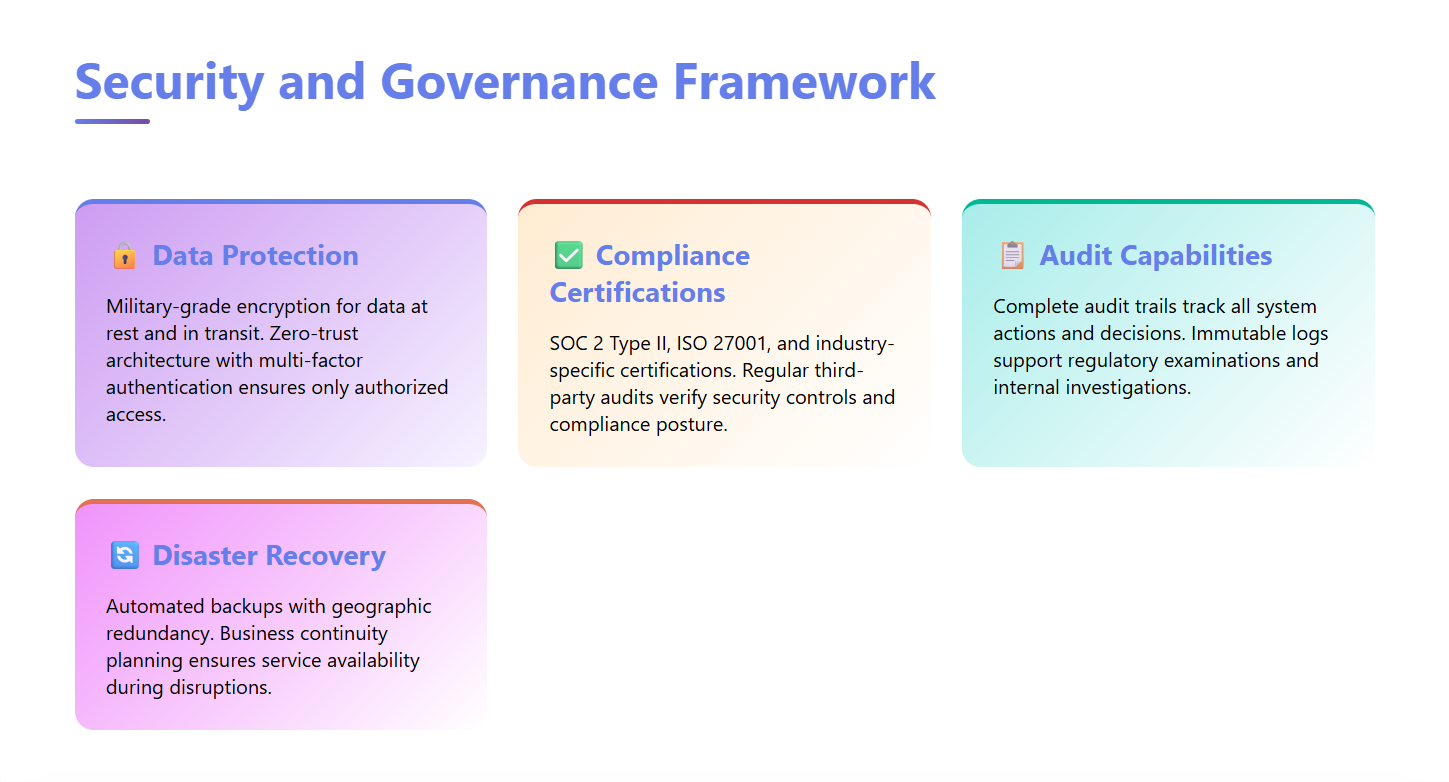 Security and Governance Framework
Data Protection
Military-grade encryption for data at
rest and in transit. Zero-trust
architecture with multi-factor
authentication ensures only authorized
access.
Compliance
Certifications
SOC 2 Type II, ISO 27001, and industry-
specific certifications. Regular third-
party audits verify security controls and
compliance posture.
Audit Capabilities
Complete audit trails track all system
actions and decisions. Immutable logs
support regulatory examinations and
internal investigations.
Disaster Recovery
Automated backups with geographic
redundancy. Business continuity
planning ensures service availability
during disruptions.